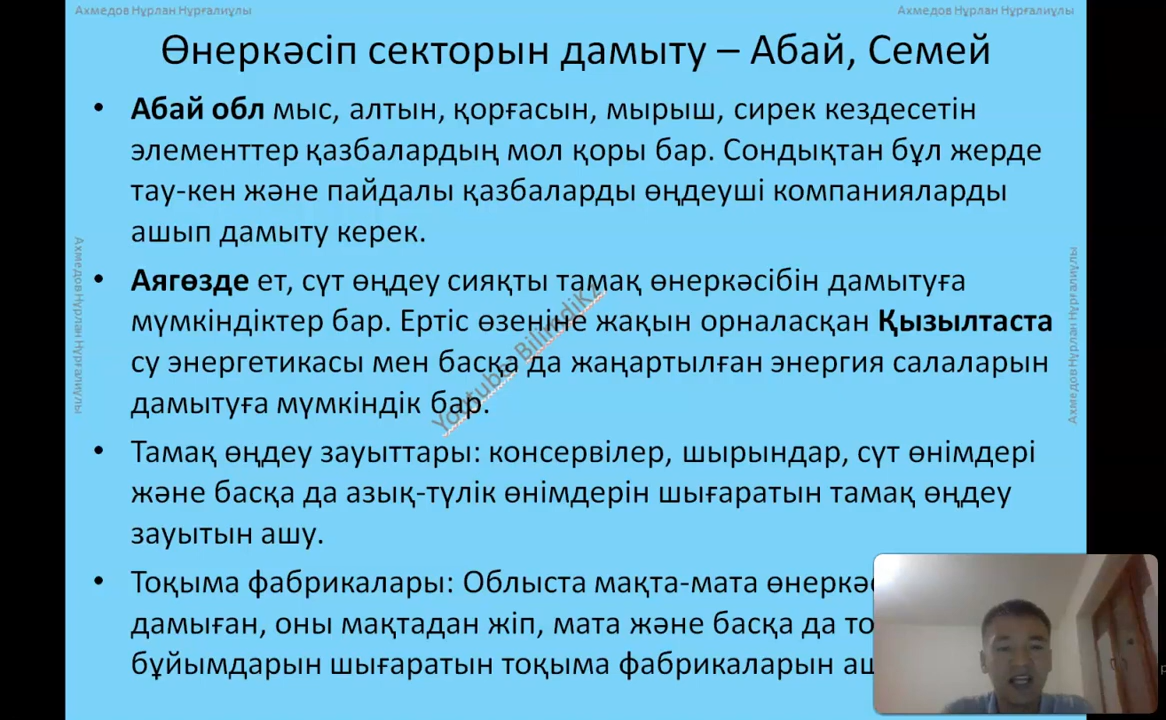 Ахмедов Нұрлан Нұрғалиұлы
Ахмедов Нұрлан Нұрғалиұлы
Өнеркәсіп секторын дамыту – Абай, Семей
• Абай обл мыс, алтын, қорғасын, мырыш, сирек кездесетін
элементтер қазбалардың мол қоры бар. Сондықтан бұл жерде
тау-кен және пайдалы қазбаларды өңдеуші компанияларды
ашып дамыту керек.
• Аягөзде ет, сүт өңдеу сияқты тамақ өнеркәсібін дамытуға
мүмкіндіктер бар. Ертіс өзеніне жақын орналасқан Қызылтаста
су энергетикасы мен басқа да жаңартылған энергия салаларын
дамытуға мүмкіндік бар.
• Тамақ өңдеу зауыттары: консервілер, шырындар, сүт өнімдері
және басқа да азық-түлік өнімдерін шығаратын тамақ өңдеу
зауытын ашу.
• Тоқыма фабрикалары: Облыста мақта-мата
дамыған, оны мақтадан жіп, мата және басқа да
бұйымдарын шығаратын тоқыма фабрикаларын
Ахмедов Нұрлан Нұрғалиұлы
Ахмедов Нұрлан Нұрғалиұлы
Youtube: BilimdiKZ